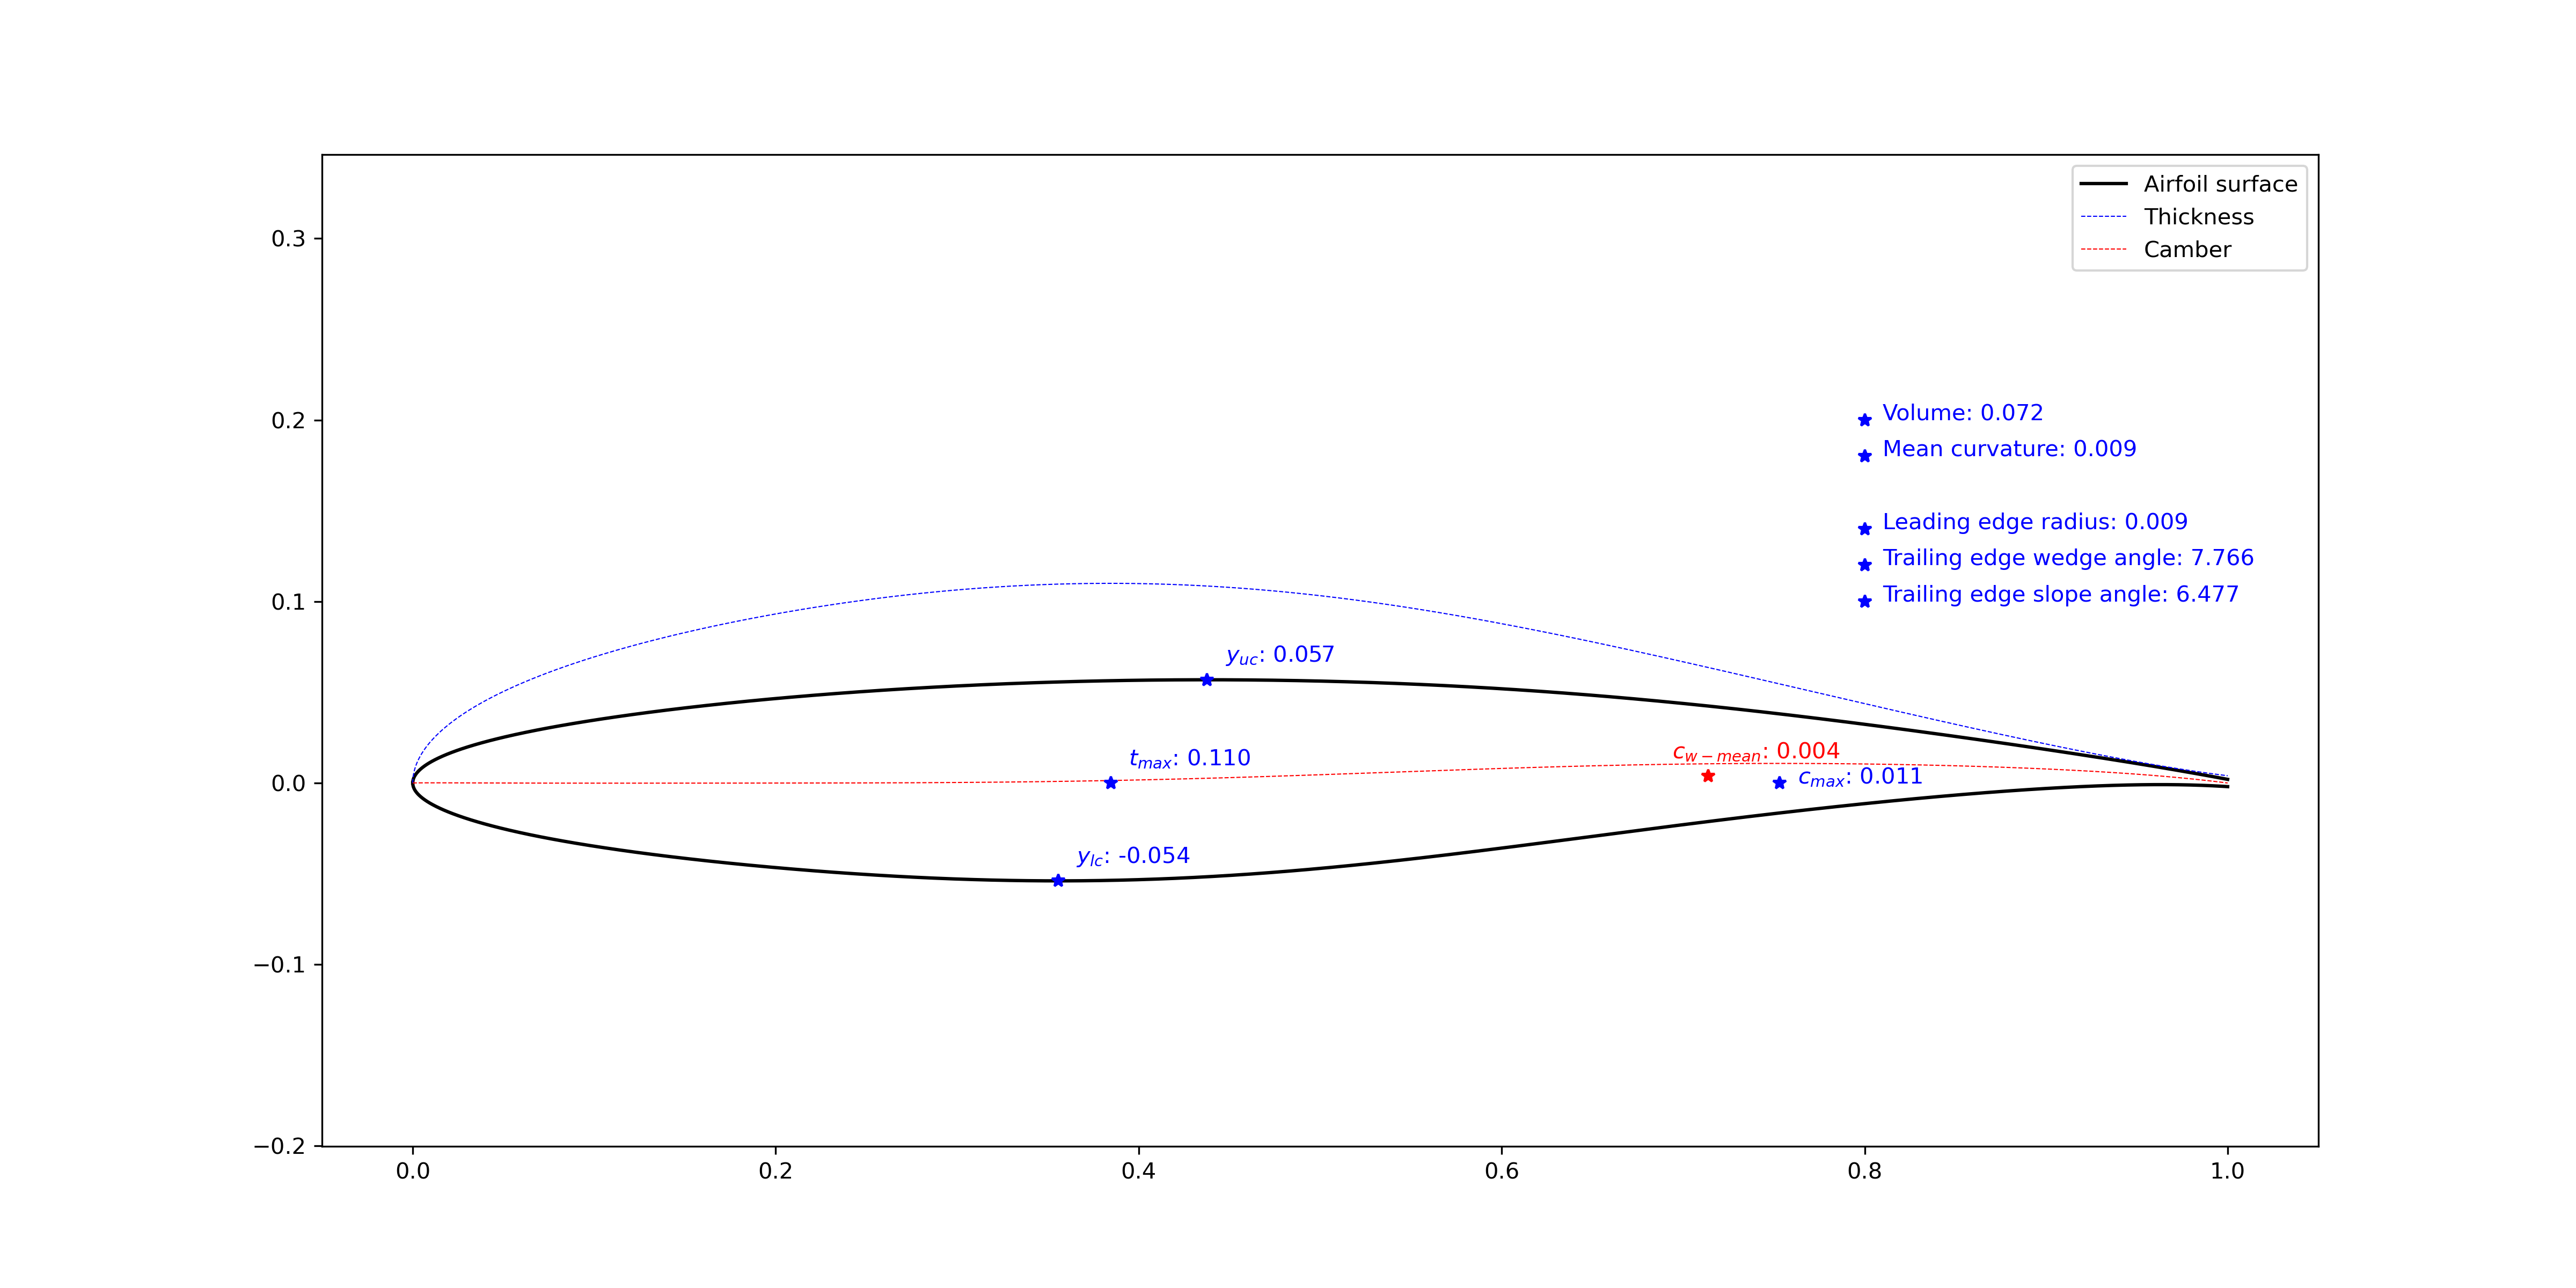 Airfoil surface
Thickness
Camber
0.3
0.2
0.1
0.0
−0.1
−0.2
Volume: 0.072
Mean curvature: 0.009
Leading edge radius: 0.009
Trailing edge wedge angle: 7.766
Trailing edge slope angle: 6.477
y_uc: 0.057
t_max: 0.110
c_w−mean: 0.004
c_max: 0.011
y_lc: -0.054
0.0 0.2 0.4 0.6 0.8 1.0